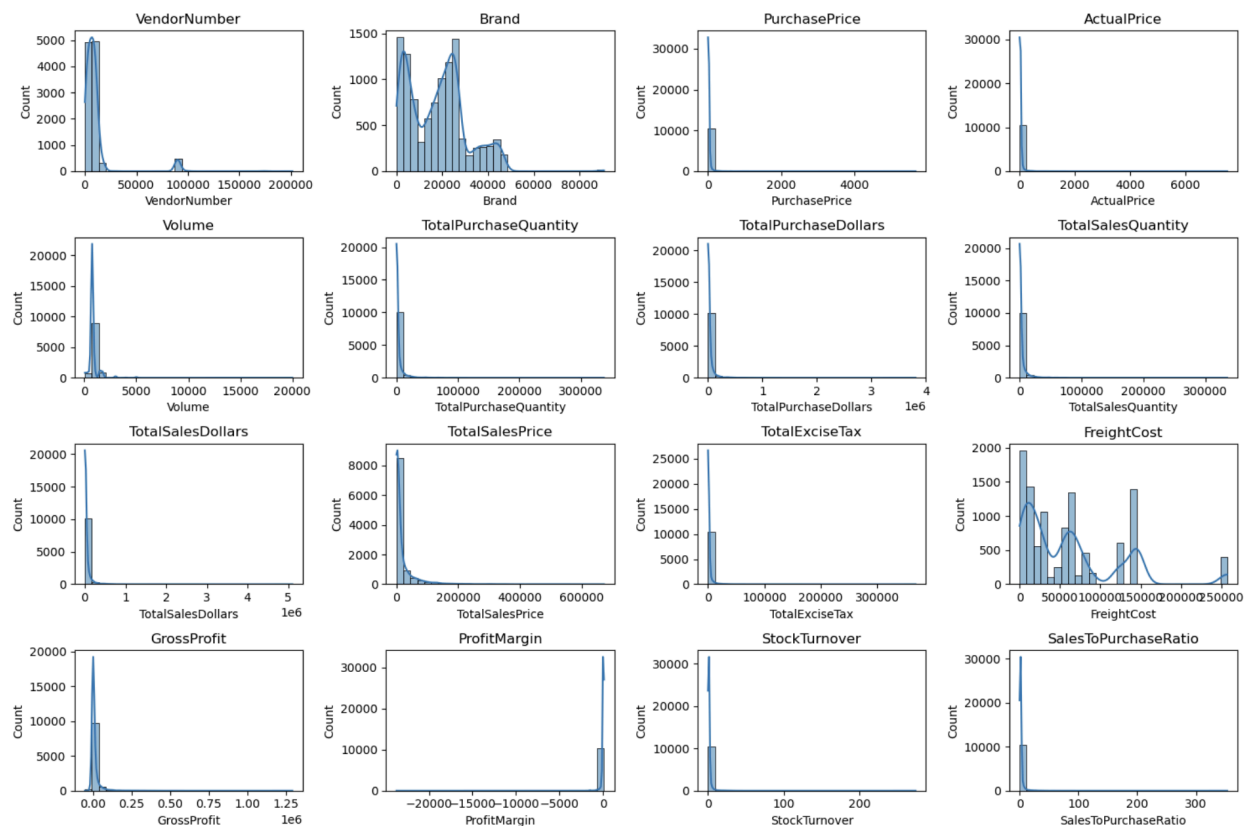 VendorNumber
Count
5000
4000
3000
2000
1000
0
0 50000 100000 150000 200000
VendorNumber
Brand
Count
1500
1000
500
0
0 20000 40000 60000 80000
Brand
PurchasePrice
Count
30000
20000
10000
0
0 2000 4000
PurchasePrice
ActualPrice
Count
30000
20000
10000
0
0 2000 4000 6000
ActualPrice
Volume
Count
20000
15000
10000
5000
0
0 5000 10000 15000 20000
Volume
TotalPurchaseQuantity
Count
20000
15000
10000
5000
0
0 100000 200000 300000
TotalPurchaseQuantity
TotalPurchaseDollars
Count
20000
15000
10000
5000
0
0 1 2 3 4
1e6
TotalPurchaseDollars
TotalSalesQuantity
Count
20000
15000
10000
5000
0
0 100000 200000 300000
TotalSalesQuantity
TotalSalesDollars
Count
20000
15000
10000
5000
0
0 1 2 3 4 5
1e6
TotalSalesDollars
TotalSalesPrice
Count
8000
6000
4000
2000
0
0 200000 400000 600000
TotalSalesPrice
TotalExciseTax
Count
25000
20000
15000
10000
5000
0
0 100000 200000 300000
TotalExciseTax
FreightCost
Count
2000
1500
1000
500
0
0 50000 100000 150000 200000 250000
FreightCost
GrossProfit
Count
20000
15000
10000
5000
0
0.00 0.25 0.50 0.75 1.00 1.25
1e6
GrossProfit
ProfitMargin
Count
30000
20000
10000
0
−20000 −15000 −10000 −5000 0
ProfitMargin
StockTurnover
Count
30000
20000
10000
0
0 100 200
StockTurnover
SalesToPurchaseRatio
Count
30000
20000
10000
0
0 100 200 300
SalesToPurchaseRatio